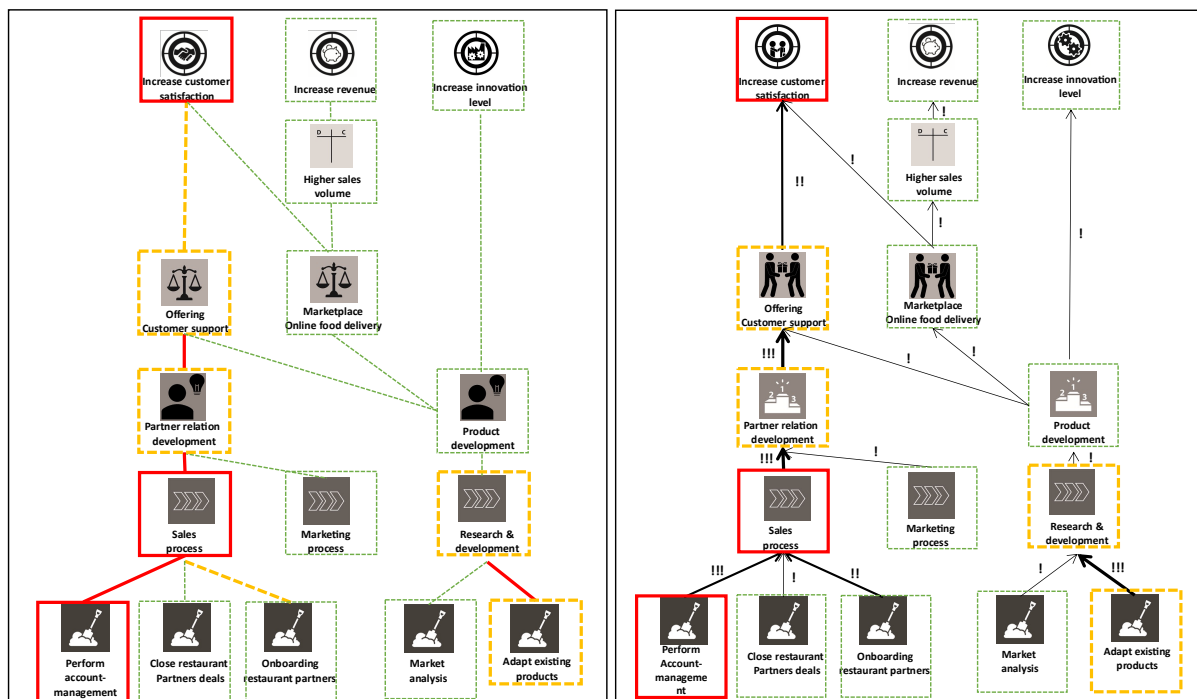 Increase customer
satisfaction
Increase revenue
Increase innovation
level
D C
Higher sales
volume
Offering
Customer support
Marketplace
Online food delivery
Partner relation
development
Product
development
Sales
process
Marketing
process
Research &
development
Perform
account-
management
Close restaurant
Partners deals
Onboarding
restaurant partners
Market
analysis
Adapt existing
products
Increase customer
satisfaction
Increase revenue
Increase innovation
level
!
D C
Higher sales
volume
!
!!
!
!
Offering
Customer support
Marketplace
Online food delivery
!!!
!
!
1
2
3
Partner relation
development
Product
development
!!!
!
!
Sales
process
Marketing
process
Research &
development
!!!
!
!!
!
!!!
Perform
Account-
manageme
nt
Close restaurant
Partners deals
Onboarding
restaurant partners
Market
analysis
Adapt existing
products